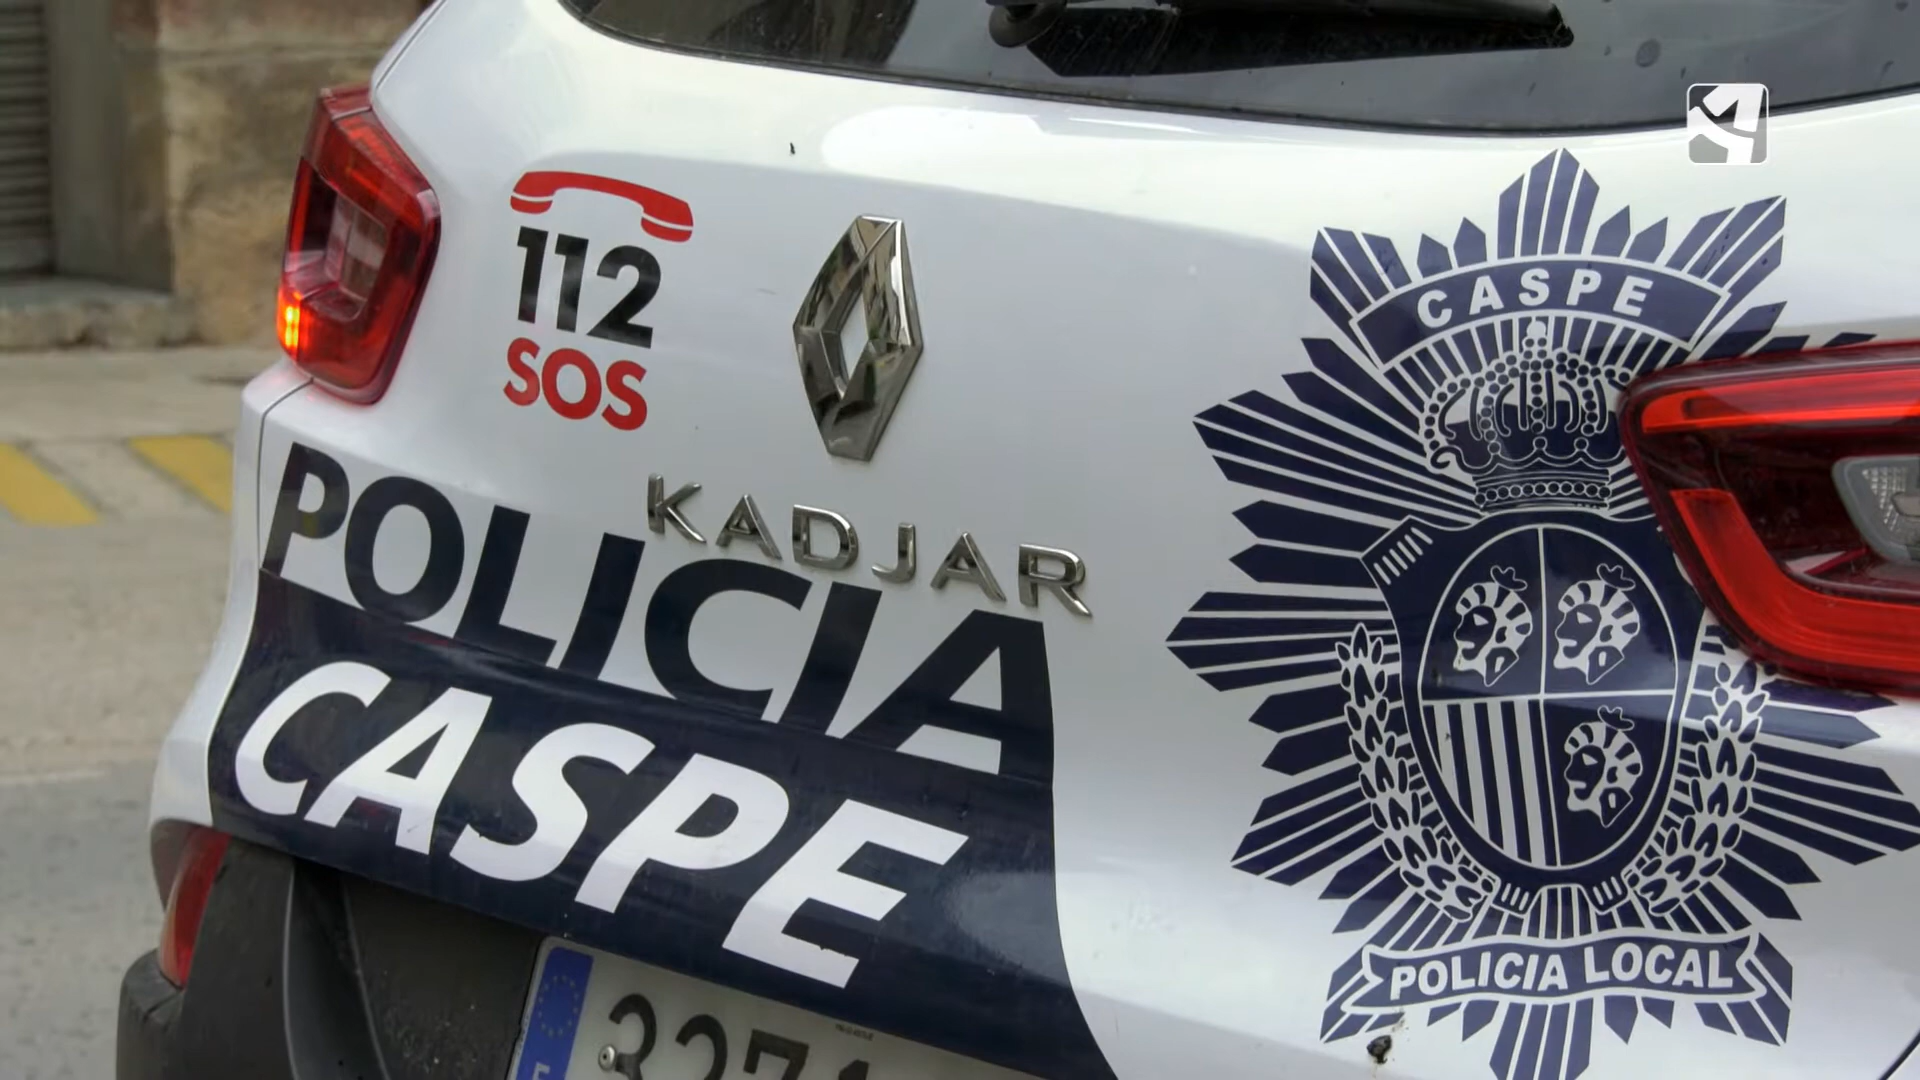 112
SOS
KADJAR
POLICIA
CASPE
CASPE
POLICIA LOCAL